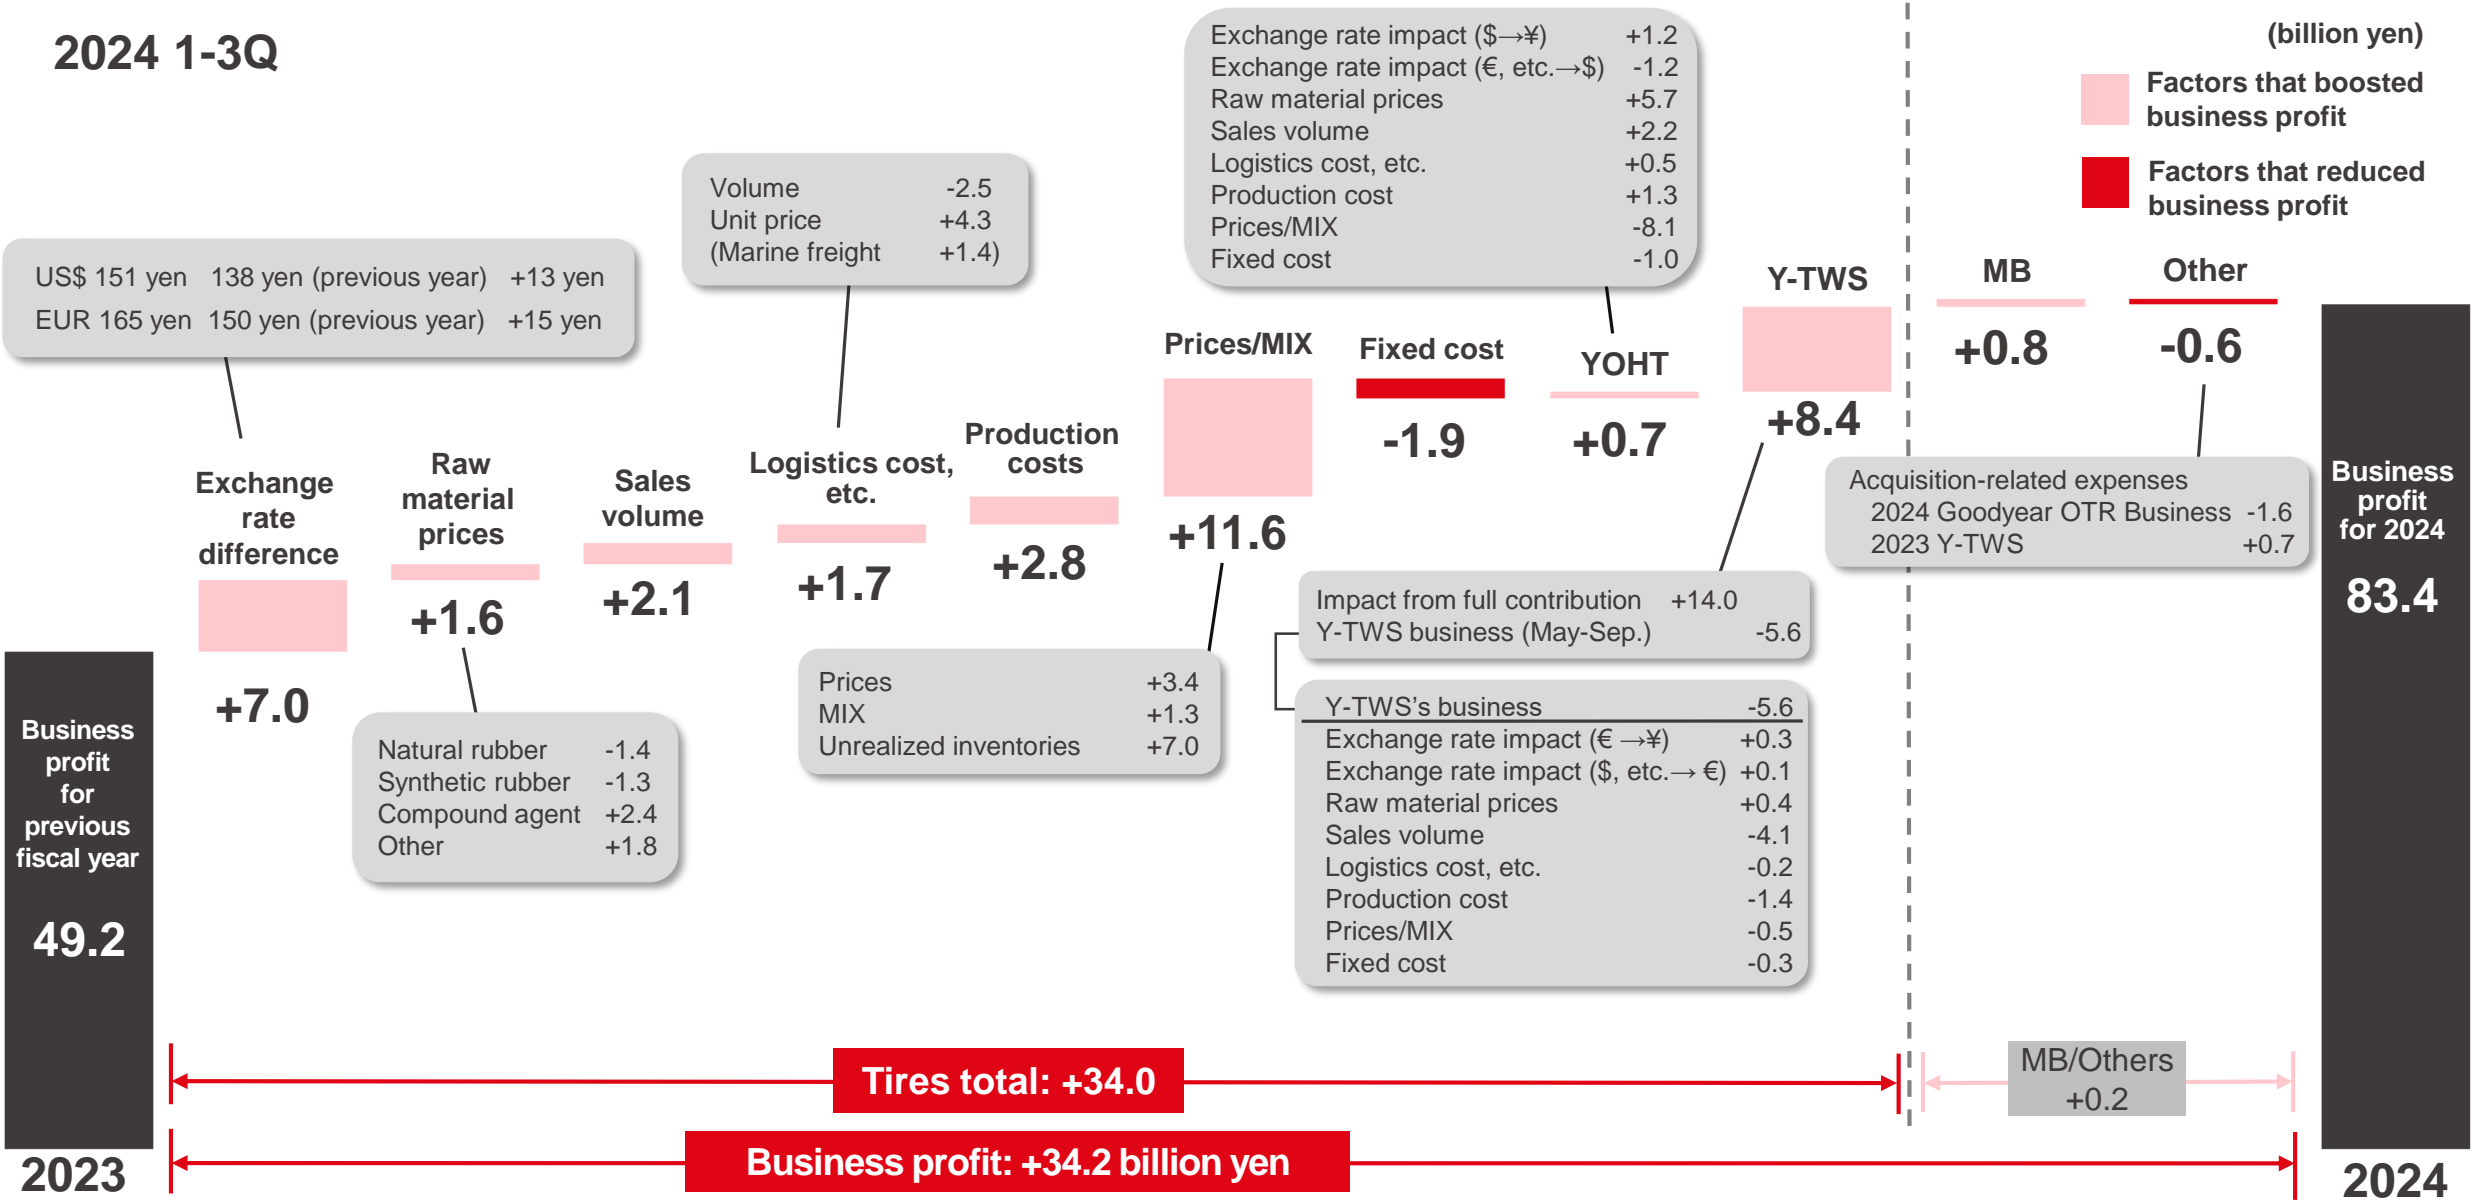 2024 1-3Q
(billion yen)
Factors that boosted
business profit
Factors that reduced
business profit
US$ 151 yen 138 yen (previous year) +13 yen
EUR 165 yen 150 yen (previous year) +15 yen
Volume -2.5
Unit price +4.3
(Marine freight +1.4)
Exchange rate impact ($→¥) +1.2
Exchange rate impact (€, etc.→$) -1.2
Raw material prices +5.7
Sales volume +2.2
Logistics cost, etc. +0.5
Production cost +1.3
Prices/MIX -8.1
Fixed cost -1.0
Business
profit
for
previous
fiscal year
49.2
Exchange
rate
difference
+7.0
Raw
material
prices
+1.6
Natural rubber -1.4
Synthetic rubber -1.3
Compound agent +2.4
Other +1.8
Sales
volume
+2.1
Logistics cost,
etc.
+1.7
Production
costs
+2.8
Prices/MIX
+11.6
Prices +3.4
MIX +1.3
Unrealized inventories +7.0
Fixed cost
-1.9
YOHT
+0.7
Y-TWS
+8.4
Impact from full contribution +14.0
Y-TWS business (May-Sep.) -5.6
Y-TWS's business -5.6
Exchange rate impact (€ →¥) +0.3
Exchange rate impact ($, etc.→ €) +0.1
Raw material prices +0.4
Sales volume -4.1
Logistics cost, etc. -0.2
Production cost -1.4
Prices/MIX -0.5
Fixed cost -0.3
MB
+0.8
Other
-0.6
Acquisition-related expenses
2024 Goodyear OTR Business -1.6
2023 Y-TWS +0.7
Business
profit
for 2024
83.4
Tires total: +34.0
MB/Others
+0.2
Business profit: +34.2 billion yen
2023
2024